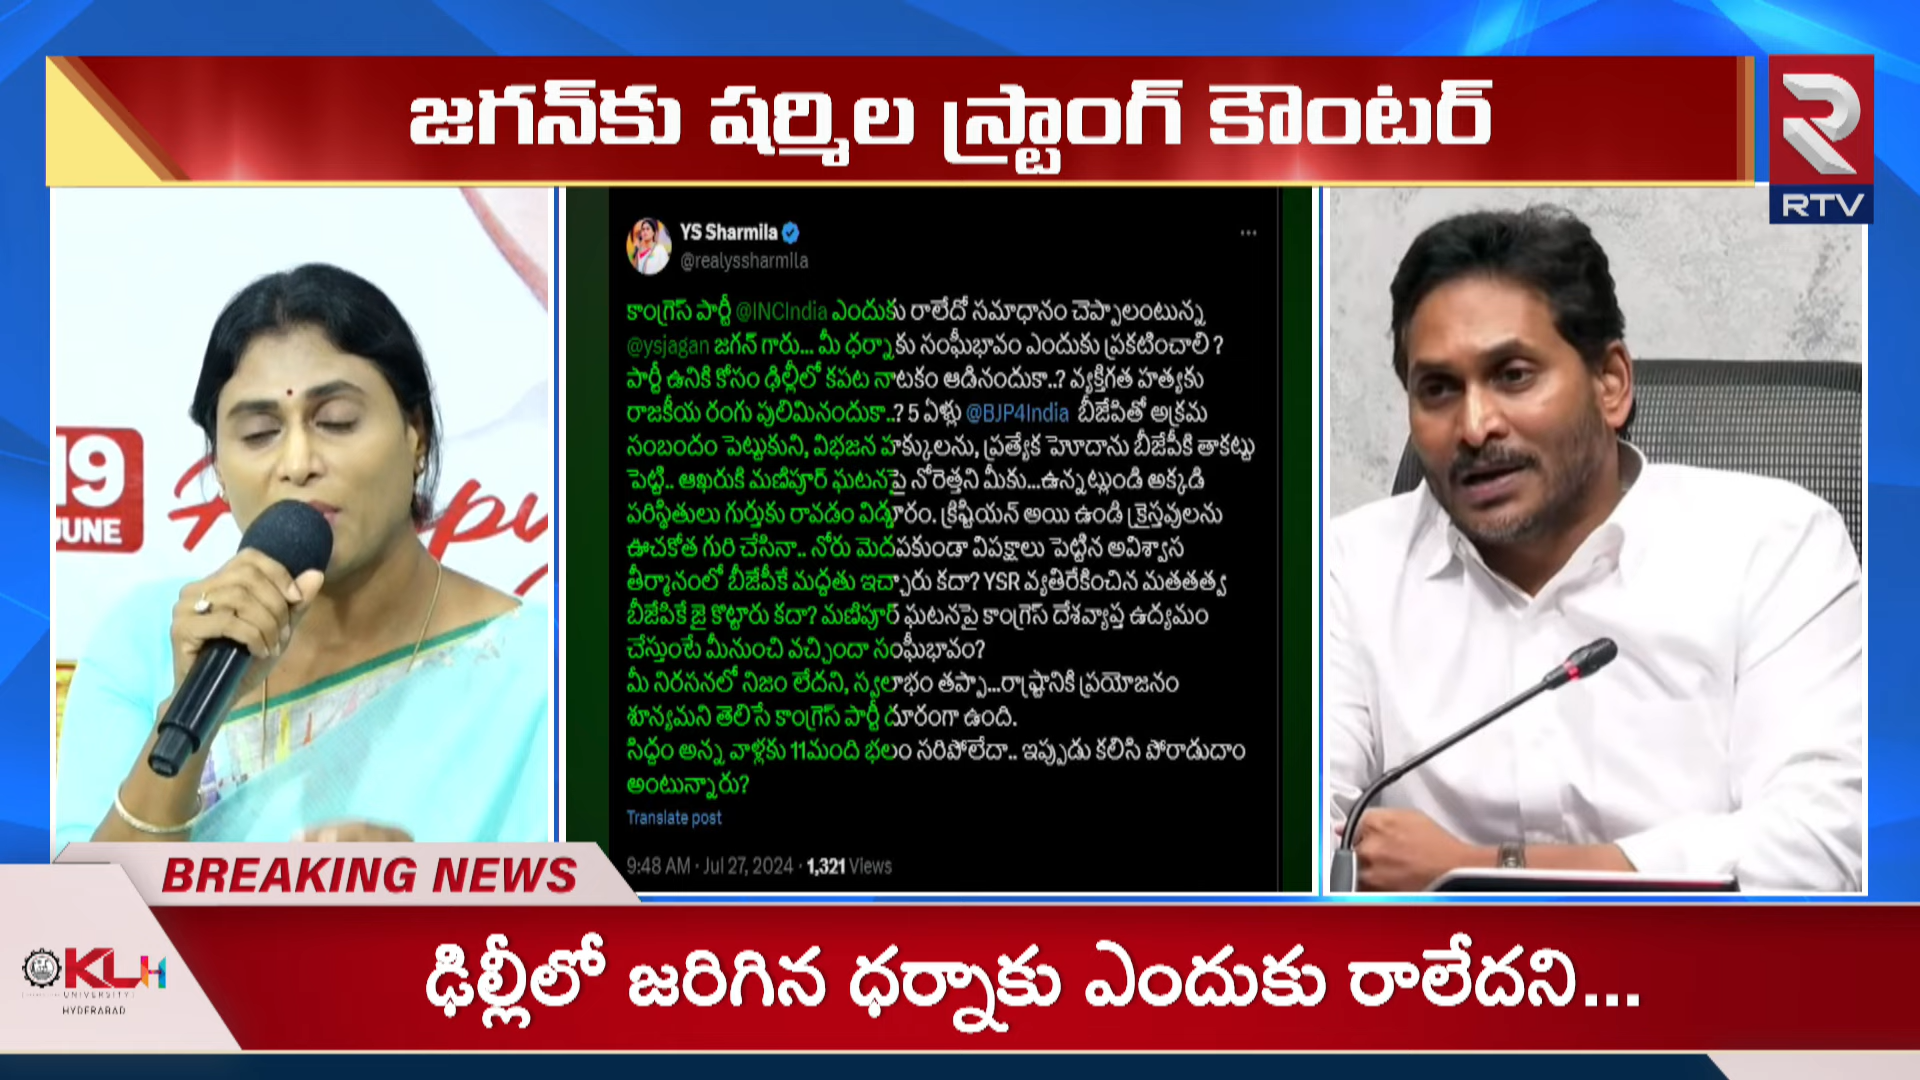 జగన్‌కు షర్మిల స్ట్రాంగ్ కౌంటర్
RTV
19
JUNE
YS Sharmila
@realyssharmila
కాంగ్రెస్ పార్టీ @INCIndia ఎందుకు రాలేదో సమాధానం చెప్పాలంటున్న
@ysjagan జగన్ గారు... మీ ధర్నాకు సంఘీభావం ఎందుకు ప్రకటించాలి ?
పార్టీ ఉనికి కోసం ఢిల్లీలో కపట నాటకం ఆడినందుకా..? వ్యక్తిగత హత్యకు
రాజకీయ రంగు పులిమినందుకా..? 5 ఏళ్లు @BJP4India బీజేపితో అక్రమ
సంబందం పెట్టుకుని, విభజన హక్కులను, ప్రత్యేక హెూదాను బీజేపీకి తాకట్టు
పెట్టి.. ఆఖరుకి మణిపూర్ ఘటనపై నోరెత్తని మీకు...ఉన్నట్లుండి అక్కడి
పరిస్థితులు గుర్తుకు రావడం విడ్డూరం. క్రిష్టియన్ అయి ఉండి క్రైస్తవులను
ఊచకోత గురి చేసినా.. నోరు మెదపకుండా విపక్షాలు పెట్టిన అవిశ్వాస
తీర్మానంలో బీజేపీకే మద్దతు ఇచ్చారు కదా? YSR వ్యతిరేకించిన మతతత్వ
బీజేపికే జై కొట్టారు కదా? మణిపూర్ ఘటనపై కాంగ్రెస్ దేశవ్యాప్త ఉద్యమం
చేస్తుంటే మీనుంచి వచ్చిందా సంఘీభావం?
మీ నిరసనలో నిజం లేదని, స్వలాభం తప్పా...రాష్ట్రానికి ప్రయోజనం
శూన్యమని తెలిసే కాంగ్రెస్ పార్టీ దూరంగా ఉంది.
సిద్ధం అన్న వాళ్లకు 11మంది భలం సరిపోలేదా.. ఇప్పుడు కలిసి పోరాడుదాం
అంటున్నారు?
Translate post
9:48 AM · Jul 27, 2024 · 1,321 Views
BREAKING NEWS
KLH
UNIVERSITY
HYDERABAD
ఢిల్లీలో జరిగిన ధర్నాకు ఎందుకు రాలేదని...